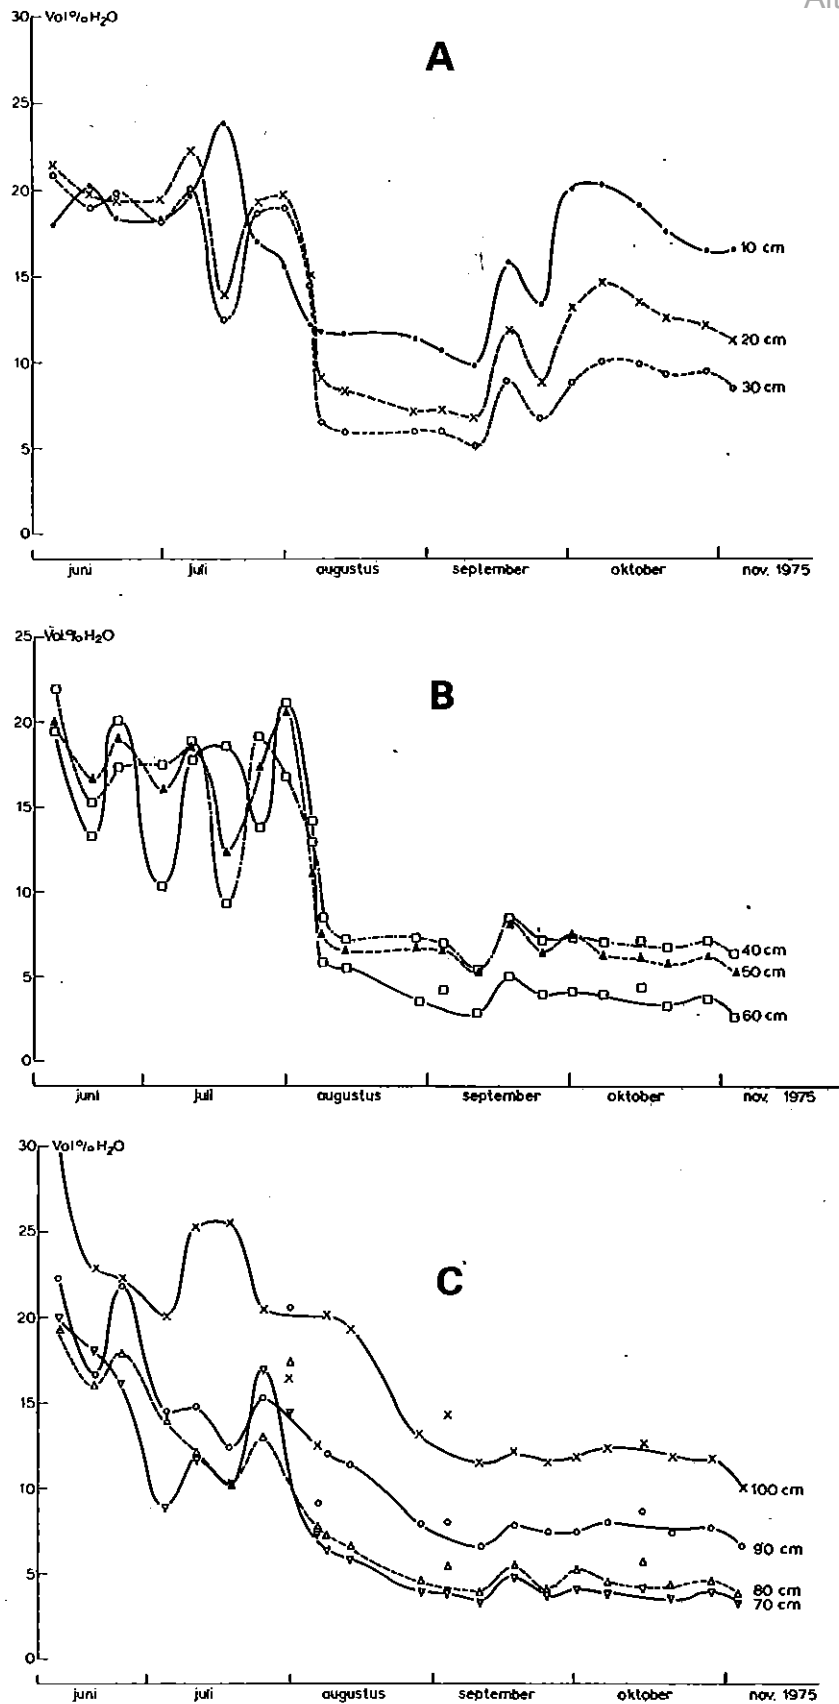 30 Vol % H₂O
A
25
20
15
10
5
0
10 cm
20 cm
30 cm
juni juli augustus september oktober nov. 1975
25 Vol.% H₂O
B
20
15
10
5
0
40 cm
50 cm
60 cm
juni juli augustus september oktober nov. 1975
30 Vol % H₂O
C
25
20
15
10
5
0
100 cm
90 cm
80 cm
70 cm
juni juli augustus september oktober nov. 1975